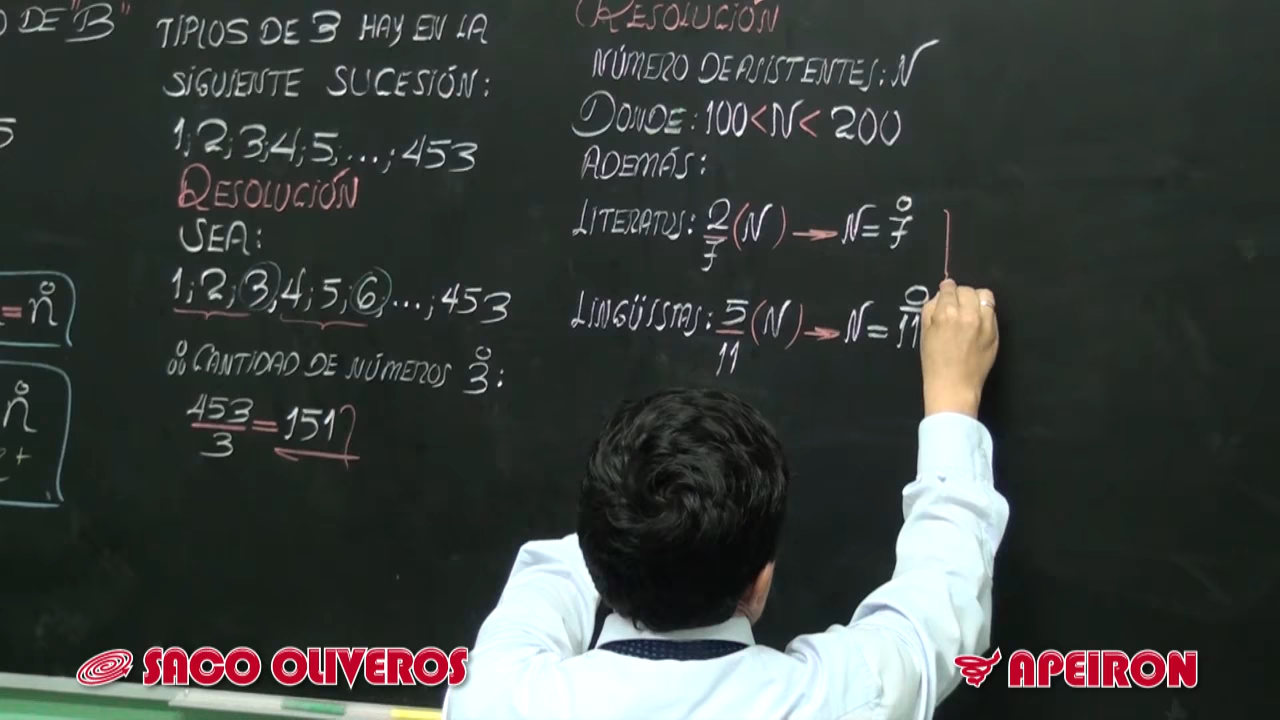 DE "B"
5
= n̊
n̊
+
TIPLOS DE 3 HAY EN LA
SIGUIENTE SUCESIÓN:
1; 2; 3; 4; 5; ...; 453
RESOLUCIÓN
SEA:
1; 2; 3; 4; 5; 6; ...; 453
∴ CANTIDAD DE NÚMEROS 3̊:
453/3 = 151
RESOLUCIÓN
NÚMERO DE ASISTENTES: N
DONDE: 100 < N < 200
ADEMÁS:
LITERATOS: 2/7 (N) → N = 7̊
LINGÜISTAS: 5/11 (N) → N = 11̊
SACO OLIVEROS
APEIRON